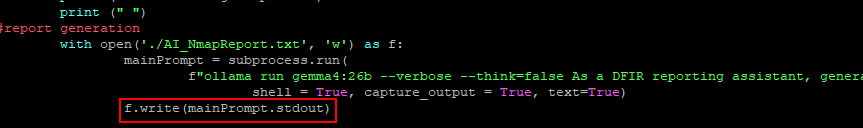 print (" ")
#report generation
with open('./AI_NmapReport.txt', 'w') as f:
mainPrompt = subprocess.run(
f"ollama run gemma4:26b --verbose --think=false As a DFIR reporting assistant, genera
shell = True, capture_output = True, text=True)
f.write(mainPrompt.stdout)